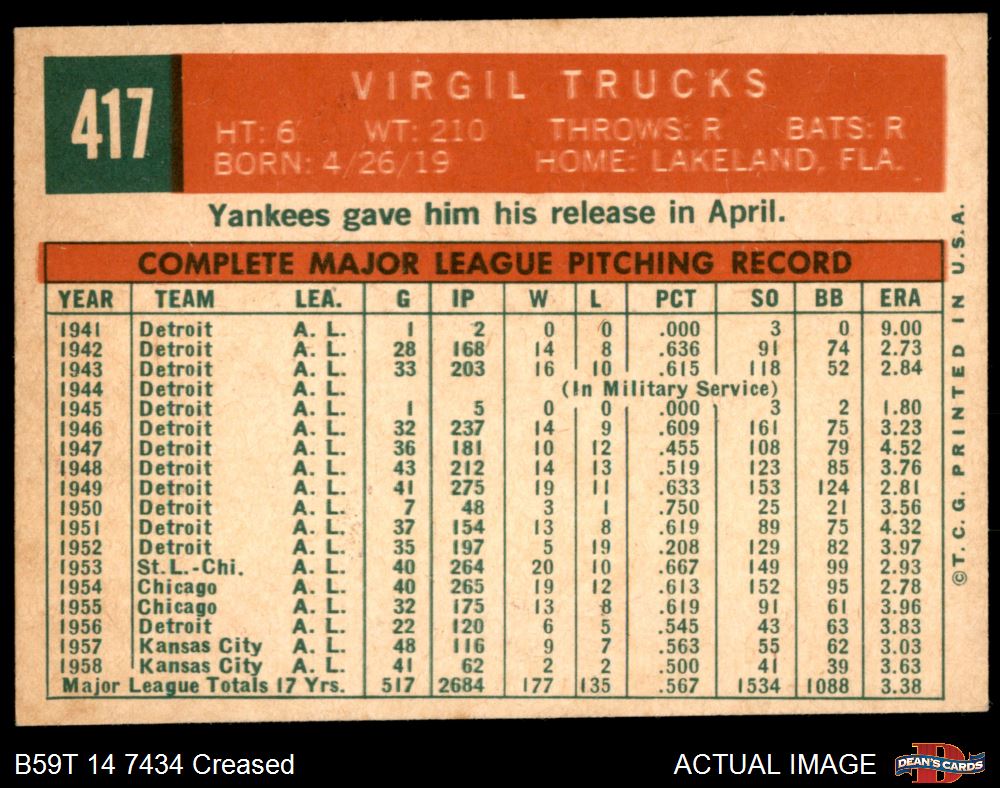 417
VIRGIL TRUCKS
HT: 6' WT: 210 THROWS: R BATS: R
BORN: 4/26/19 HOME: LAKELAND, FLA.
Yankees gave him his release in April.
COMPLETE MAJOR LEAGUE PITCHING RECORD
YEAR TEAM LEA. G IP W L PCT SO BB ERA
1941 Detroit A. L. 1 2 0 0 .000 3 0 9.00
1942 Detroit A. L. 28 168 14 8 .636 91 74 2.73
1943 Detroit A. L. 33 203 16 10 .615 118 52 2.84
1944 Detroit A. L. (In Military Service)
1945 Detroit A. L. 1 5 0 0 .000 3 2 1.80
1946 Detroit A. L. 32 237 14 9 .609 161 75 3.23
1947 Detroit A. L. 36 181 10 12 .455 108 79 4.52
1948 Detroit A. L. 43 212 14 13 .519 123 85 3.76
1949 Detroit A. L. 41 275 19 11 .633 153 124 2.81
1950 Detroit A. L. 7 48 3 1 .750 25 21 3.56
1951 Detroit A. L. 37 154 13 8 .619 89 75 4.32
1952 Detroit A. L. 35 197 5 19 .208 129 82 3.97
1953 St.L.-Chi. A. L. 40 264 20 10 .667 149 99 2.93
1954 Chicago A. L. 40 265 19 12 .613 152 95 2.78
1955 Chicago A. L. 32 175 13 8 .619 91 61 3.96
1956 Detroit A. L. 22 120 6 5 .545 43 63 3.83
1957 Kansas City A. L. 48 116 9 7 .563 55 62 3.03
1958 Kansas City A. L. 41 62 2 2 .500 41 39 3.63
Major League Totals 17 Yrs. 517 2684 177 135 .567 1534 1088 3.38
© T. C. G. PRINTED IN U.S.A.
B59T 14 7434 Creased
ACTUAL IMAGE
DEAN'S CARDS